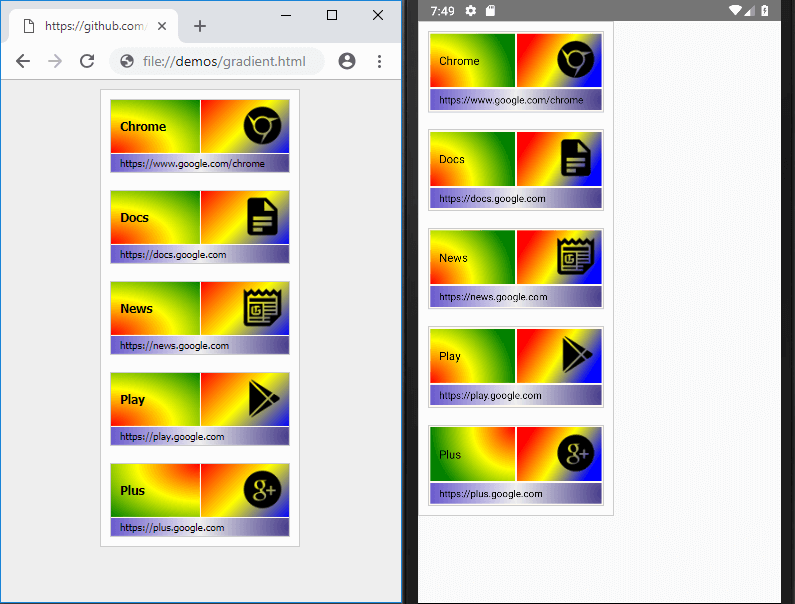 https://github.com/
file://demos/gradient.html
Chrome
https://www.google.com/chrome
Docs
https://docs.google.com
News
https://news.google.com
Play
https://play.google.com
Plus
g+
https://plus.google.com
7:49
Chrome
https://www.google.com/chrome
Docs
https://docs.google.com
News
https://news.google.com
Play
https://play.google.com
Plus
g+
https://plus.google.com